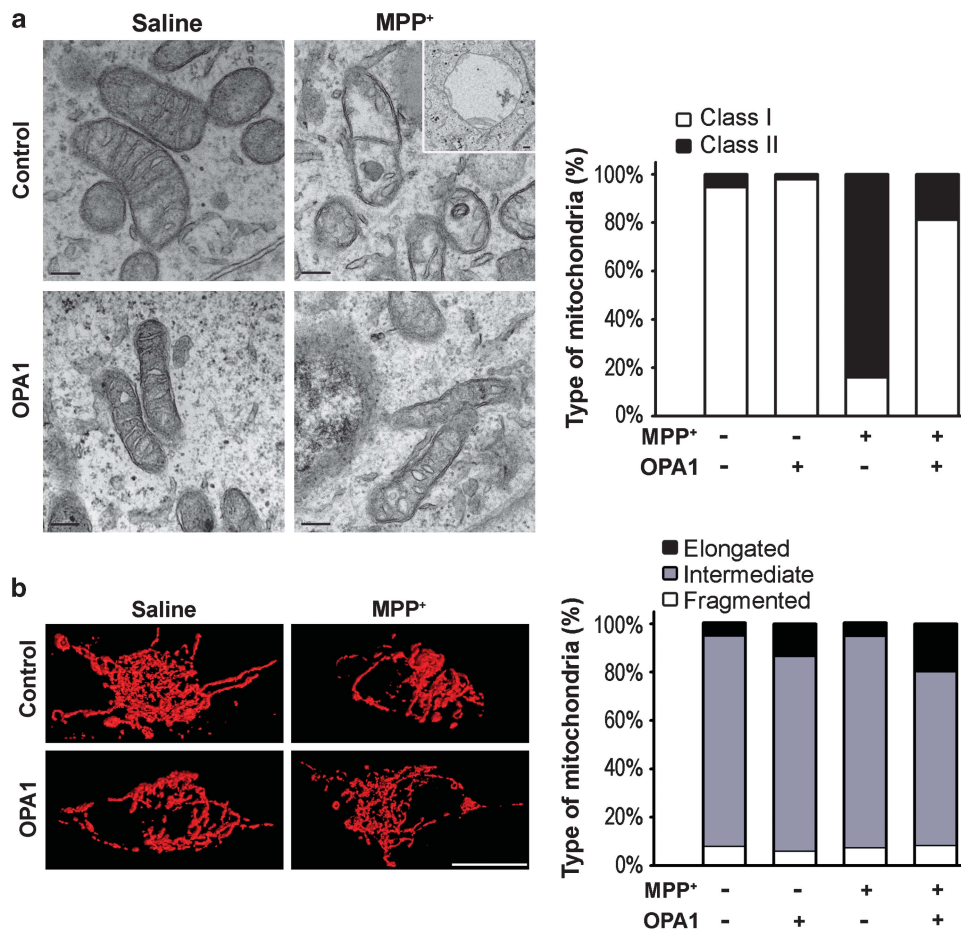 a
Saline
MPP⁺
Control
OPA1
Class I
Class II
Type of mitochondria (%)
100%
80%
60%
40%
20%
0%
MPP⁺ - - + +
OPA1 - + - +
b
Saline
MPP⁺
Control
OPA1
Elongated
Intermediate
Fragmented
Type of mitochondria (%)
100%
80%
60%
40%
20%
0%
MPP⁺ - - + +
OPA1 - + - +